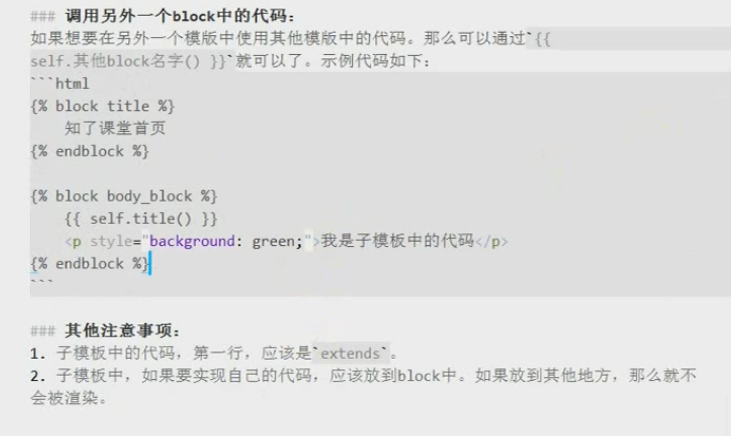 ### 调用另外一个block中的代码:
如果想要在另外一个模版中使用其他模版中的代码。那么可以通过`{{
self.其他block名字() }}`就可以了。示例代码如下:
```html
{% block title %}
    知了课堂首页
{% endblock %}

{% block body_block %}
    {{ self.title() }}
    <p style="background: green;">我是子模板中的代码</p>
{% endblock %}
```

### 其他注意事项:
1. 子模板中的代码，第一行，应该是`extends`。
2. 子模板中，如果要实现自己的代码，应该放到block中。如果放到其他地方，那么就不
会被渲染。